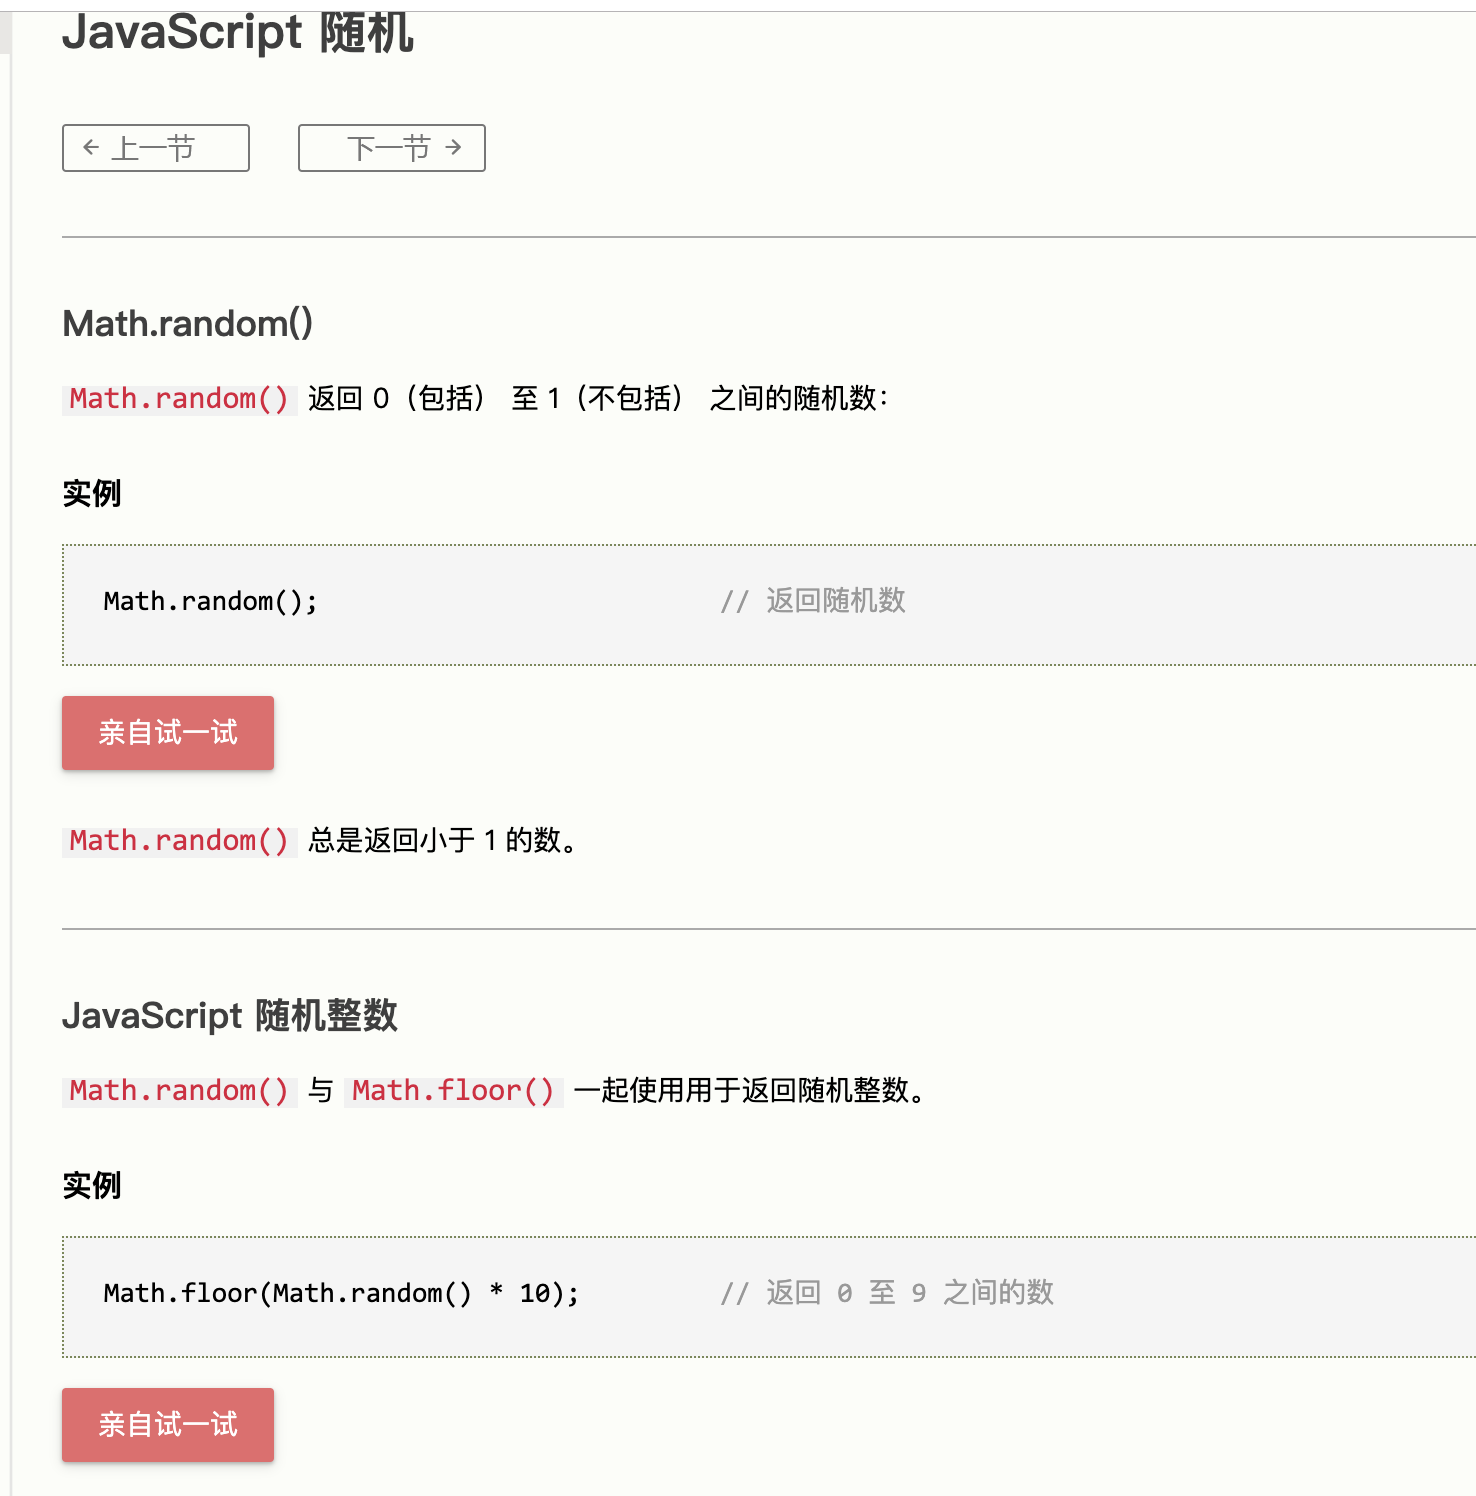 JavaScript 随机
← 上一节
下一节 →
Math.random()
Math.random() 返回 0（包括） 至 1（不包括） 之间的随机数：
实例
Math.random(); // 返回随机数
亲自试一试
Math.random() 总是返回小于 1 的数。
JavaScript 随机整数
Math.random() 与 Math.floor() 一起使用用于返回随机整数。
实例
Math.floor(Math.random() * 10); // 返回 0 至 9 之间的数
亲自试一试